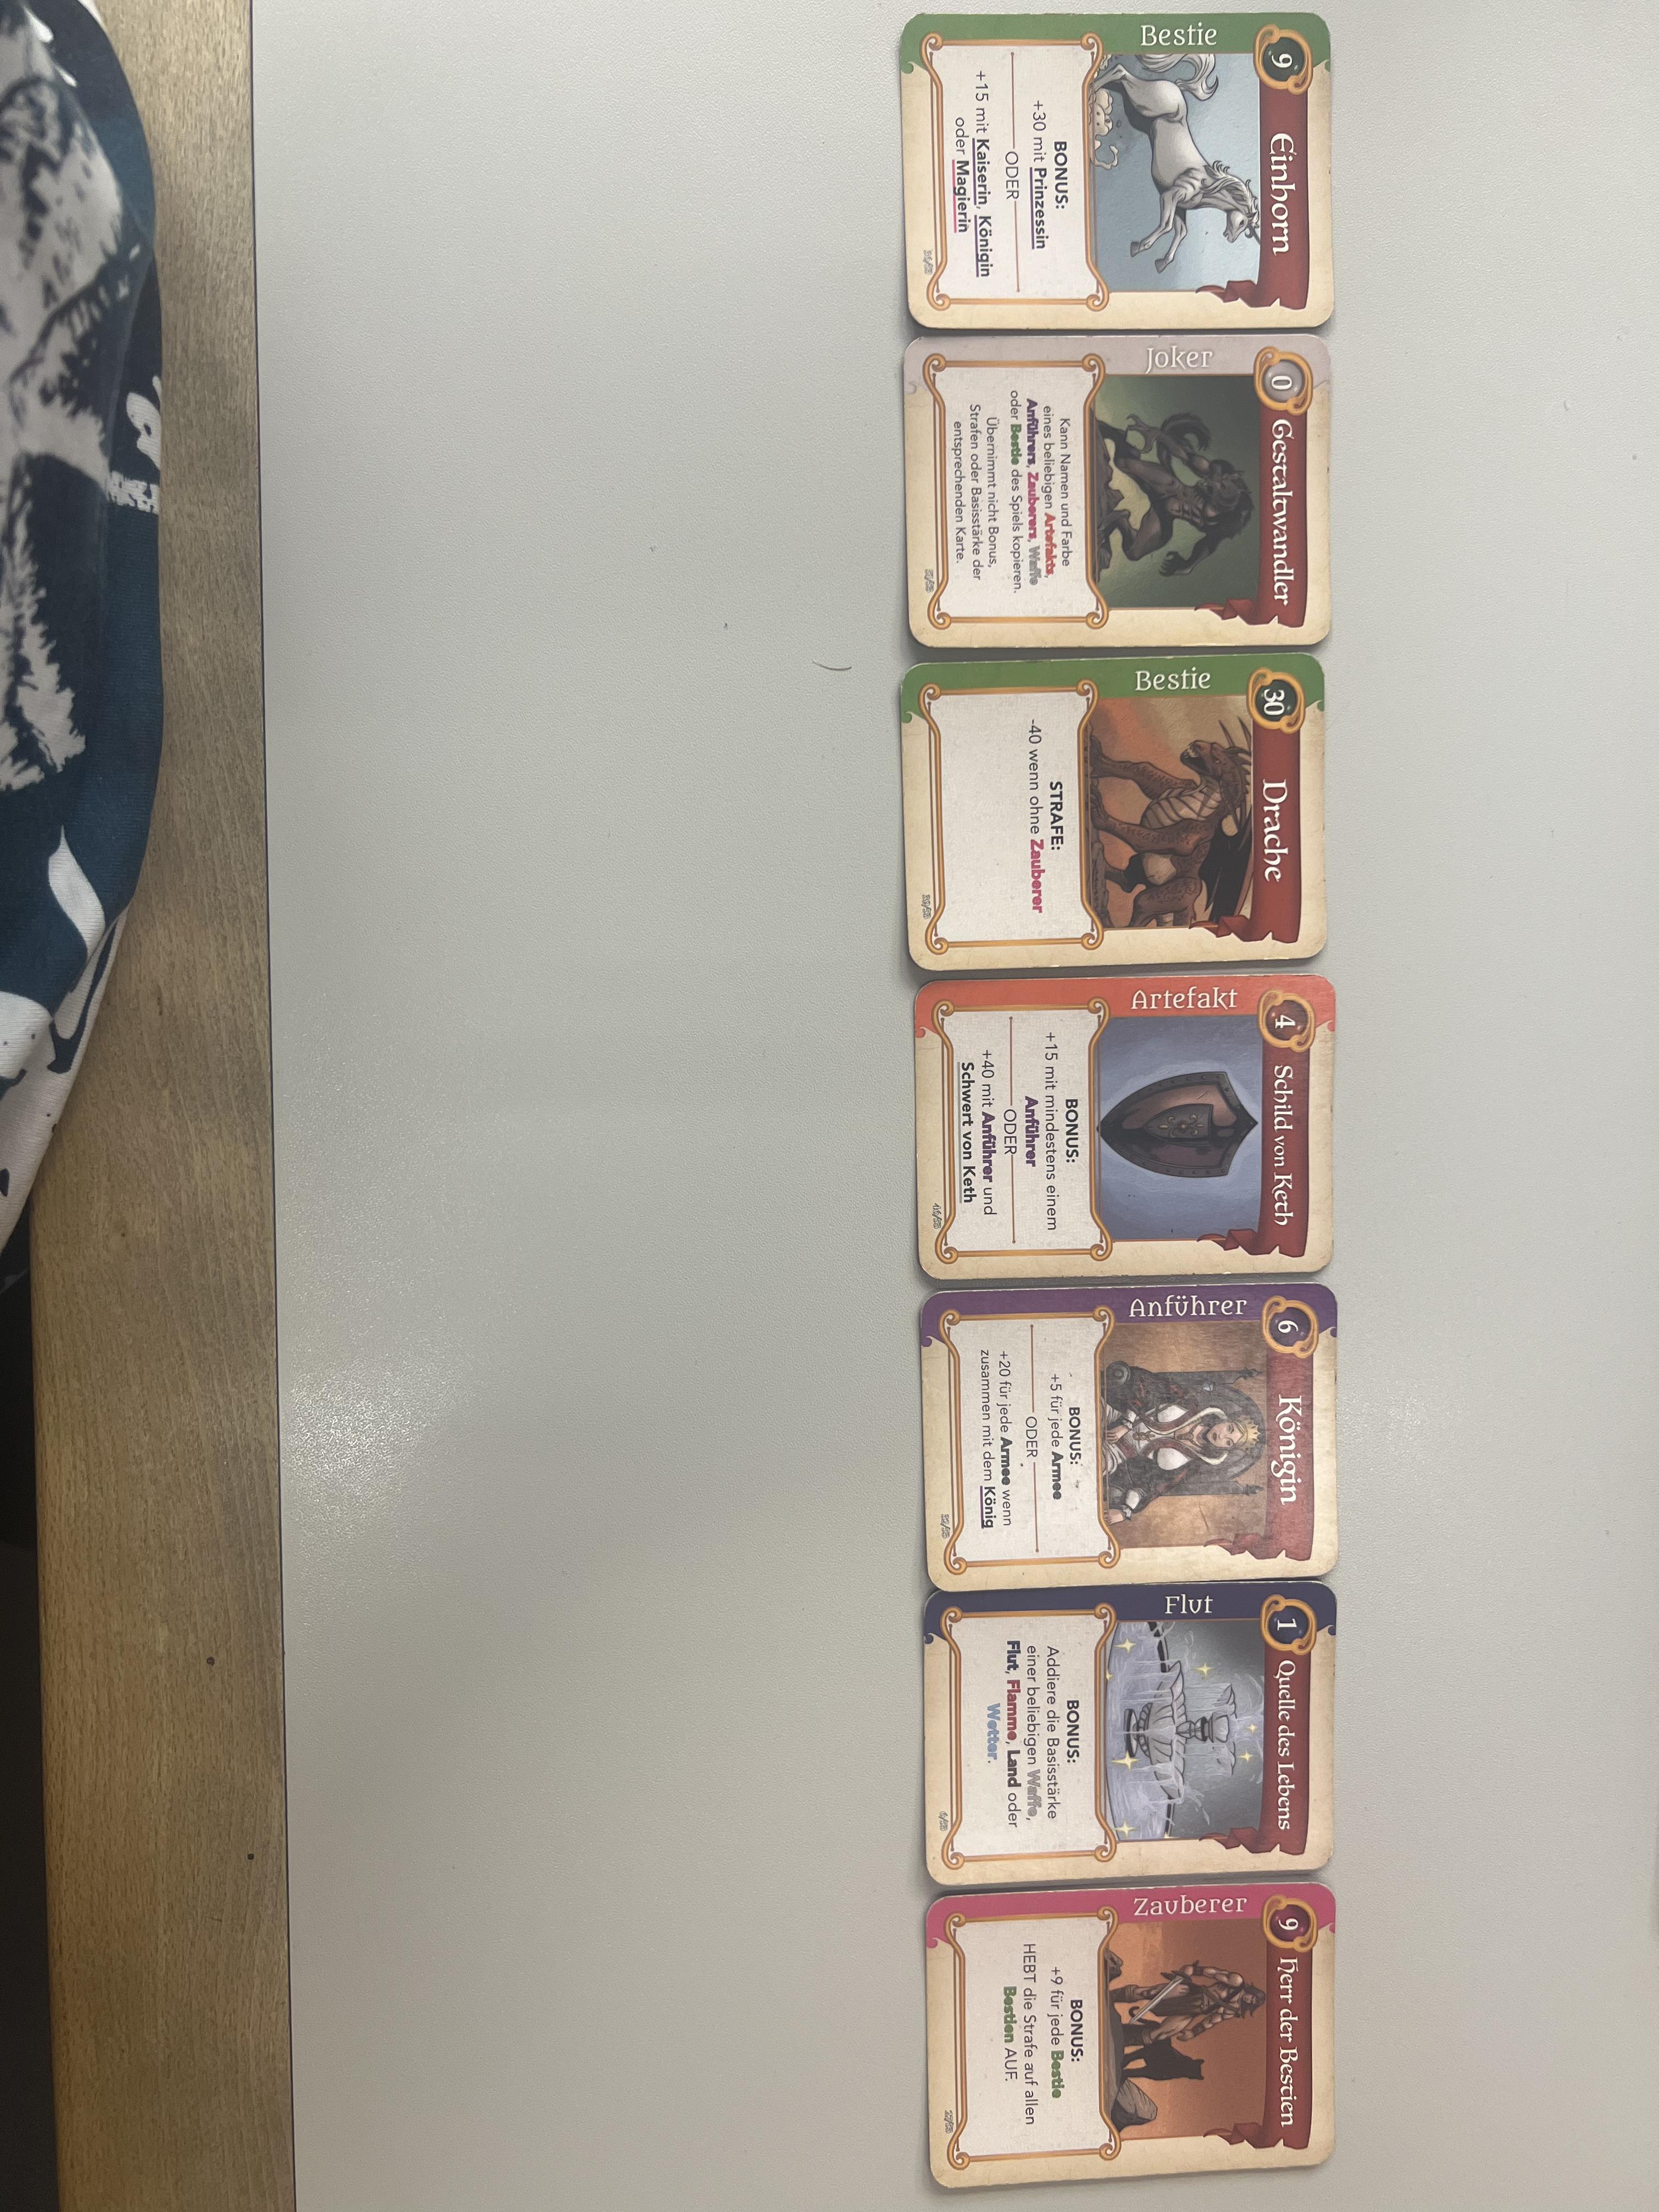 9
Einhorn
Bestie
BONUS:
+30 mit Prinzessin
ODER
+15 mit Kaiserin, Königin
oder Magierin
0
Gestaltwandler
Joker
Kann Namen und Farbe
eines beliebigen Artefakts,
Anführers, Zauberers, Waffe
oder Bestie des Spiels kopieren.
Übernimmt nicht Bonus,
Strafen oder Basisstärke der
entsprechenden Karte.
30
Drache
Bestie
STRAFE:
-40 wenn ohne Zauberer
4
Schild von Keth
Artefakt
BONUS:
+15 mit mindestens einem
Anführer
ODER
+40 mit Anführer und
Schwert von Keth
6
Königin
Anführer
BONUS:
+5 für jede Armee
ODER
+20 für jede Armee wenn
zusammen mit dem König
1
Quelle des Lebens
Flut
BONUS:
Addiere die Basisstärke
einer beliebigen Waffe,
Flut, Flamme, Land oder
Wetter.
9
Herr der Bestien
Zauberer
BONUS:
+9 für jede Bestie
HEBT die Strafe auf allen
Bestien AUF.